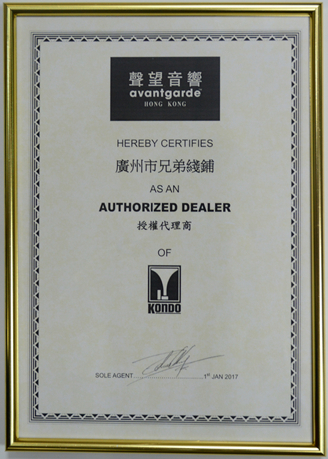 聲望音響
avantgarde
HONG KONG
HEREBY CERTIFIES
廣州市兄弟綫鋪
AS AN
AUTHORIZED DEALER
授權代理商
OF
KONDO
SOLE AGENT
1st JAN 2017